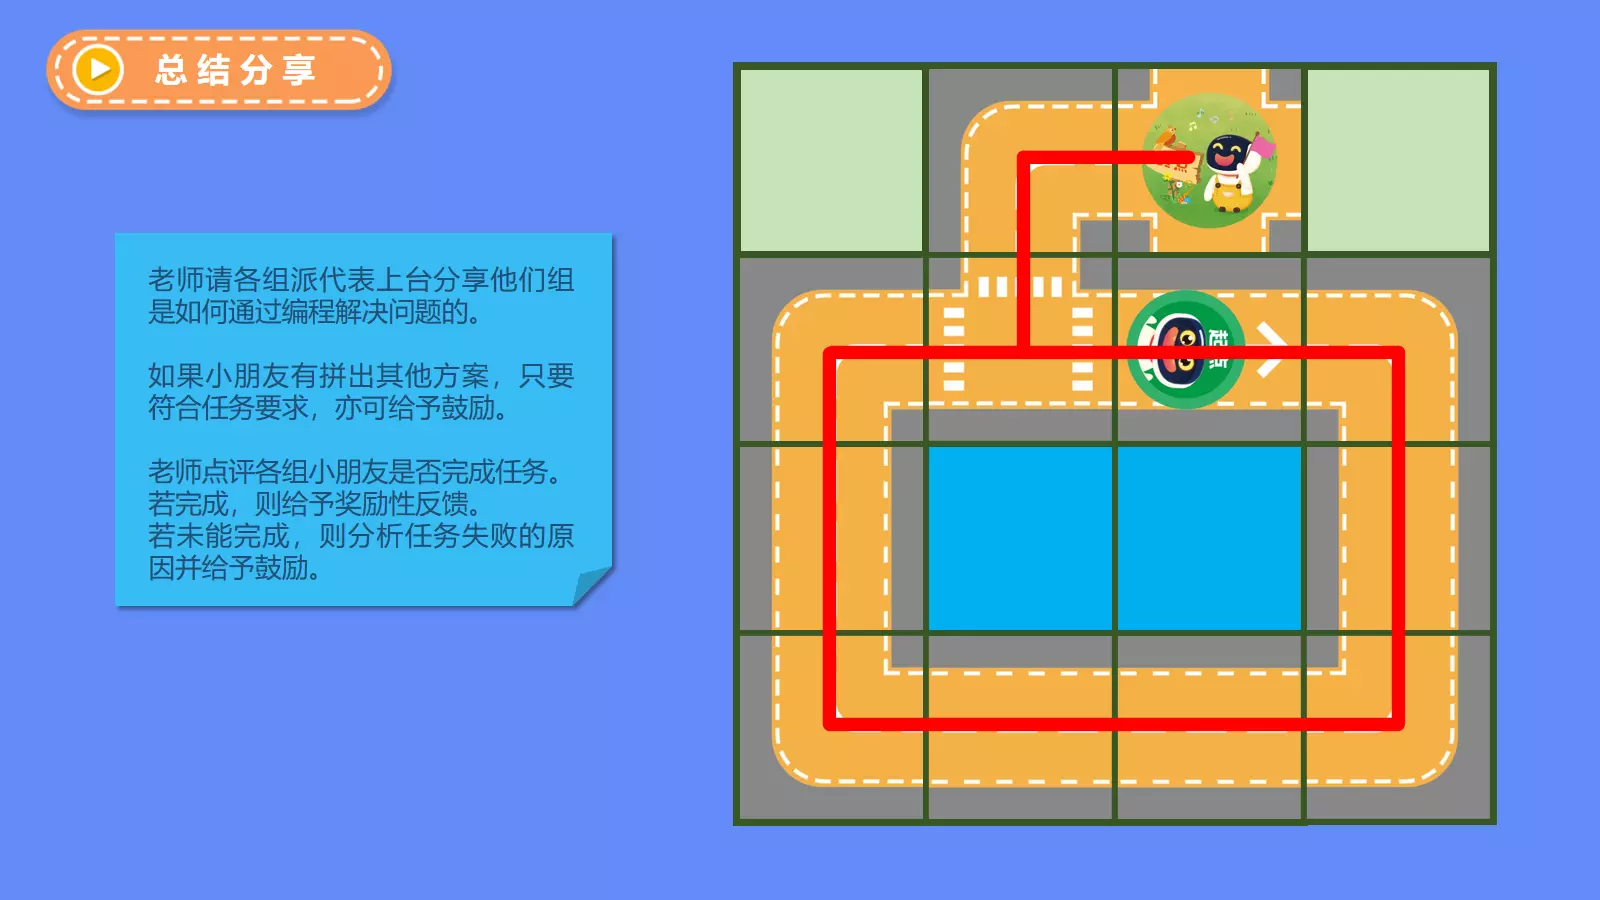 总结分享
老师请各组派代表上台分享他们组
是如何通过编程解决问题的。
如果小朋友有拼出其他方案，只要
符合任务要求，亦可给予鼓励。
老师点评各组小朋友是否完成任务。
若完成，则给予奖励性反馈。
若未能完成，则分析任务失败的原
因并给予鼓励。
起点